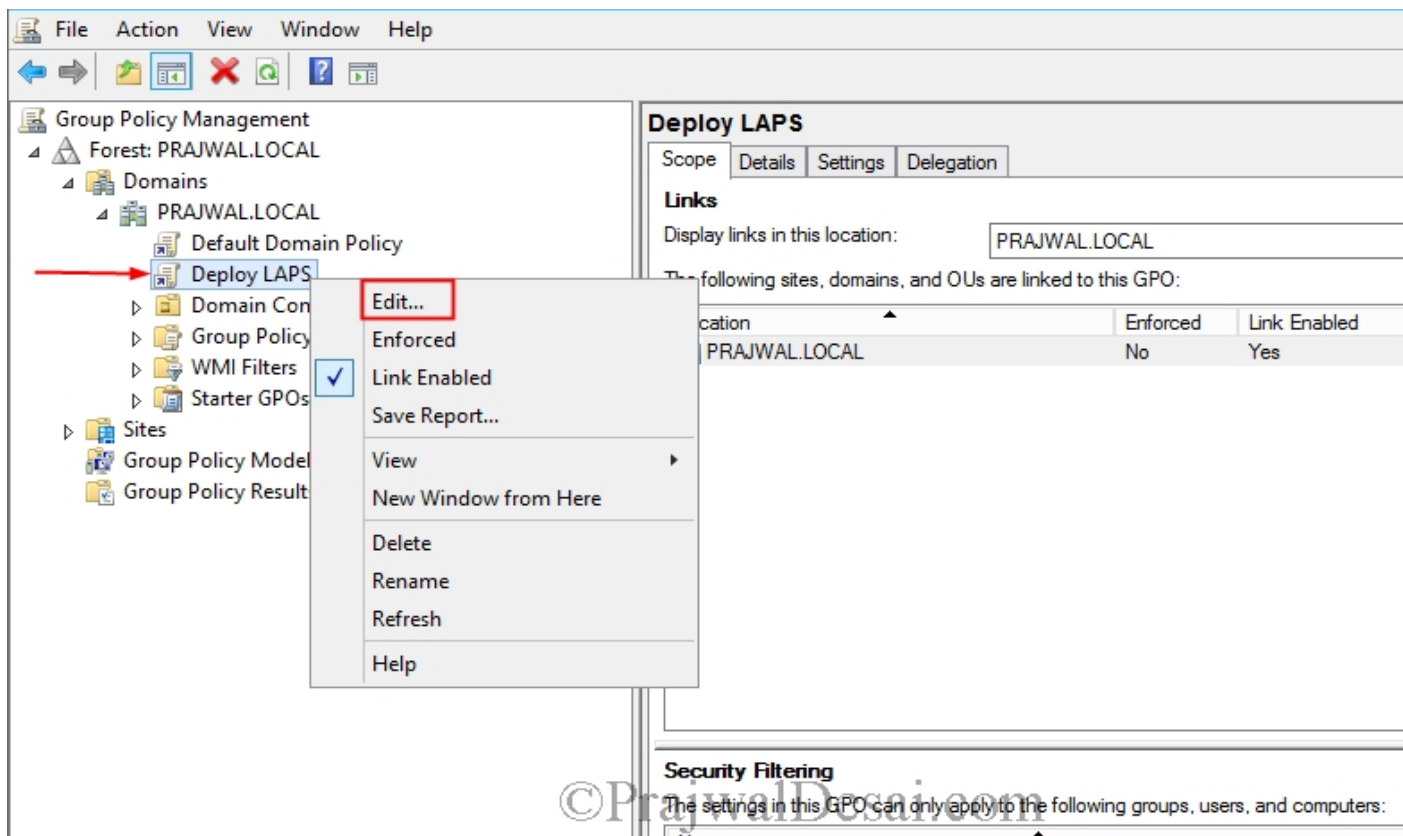 File Action View Window Help
Group Policy Management
Forest: PRAJWAL.LOCAL
Domains
PRAJWAL.LOCAL
Default Domain Policy
Deploy LAPS
Domain Con
Group Policy
WMI Filters
Starter GPOs
Sites
Group Policy Model
Group Policy Result
Edit...
Enforced
Link Enabled
Save Report...
View
New Window from Here
Delete
Rename
Refresh
Help
Deploy LAPS
Scope Details Settings Delegation
Links
Display links in this location: PRAJWAL.LOCAL
The following sites, domains, and OUs are linked to this GPO:
cation Enforced Link Enabled
PRAJWAL.LOCAL No Yes
Security Filtering
The settings in this GPO can only apply to the following groups, users, and computers:
©PrajwalDesai.com